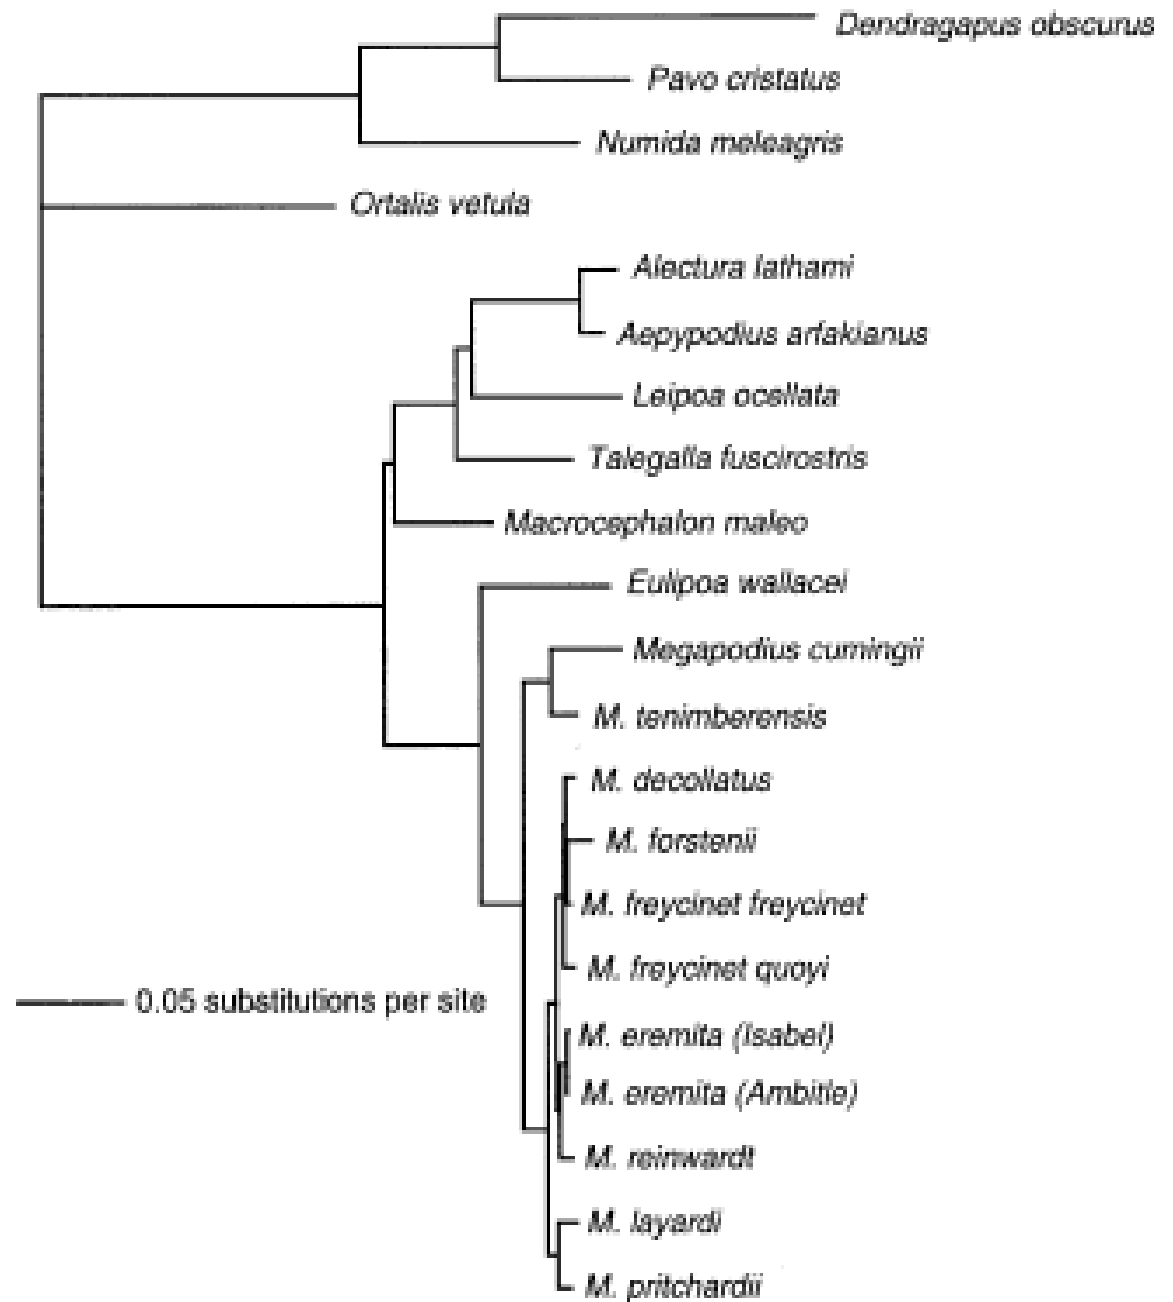 Dendragapus obscurus
Pavo cristatus
Numida meleagris
Ortalis vetula
Alectura lathami
Aepypodius arfakianus
Leipoa ocellata
Talegalla fuscirostris
Macrocephalon maleo
Eulipoa wallacei
Megapodius cumingii
M. tenimberensis
M. decollatus
M. forstenii
M. freycinet freycinet
M. freycinet quoyi
0.05 substitutions per site
M. eremita (Isabel)
M. eremita (Ambitle)
M. reinwardt
M. layardi
M. pritchardii